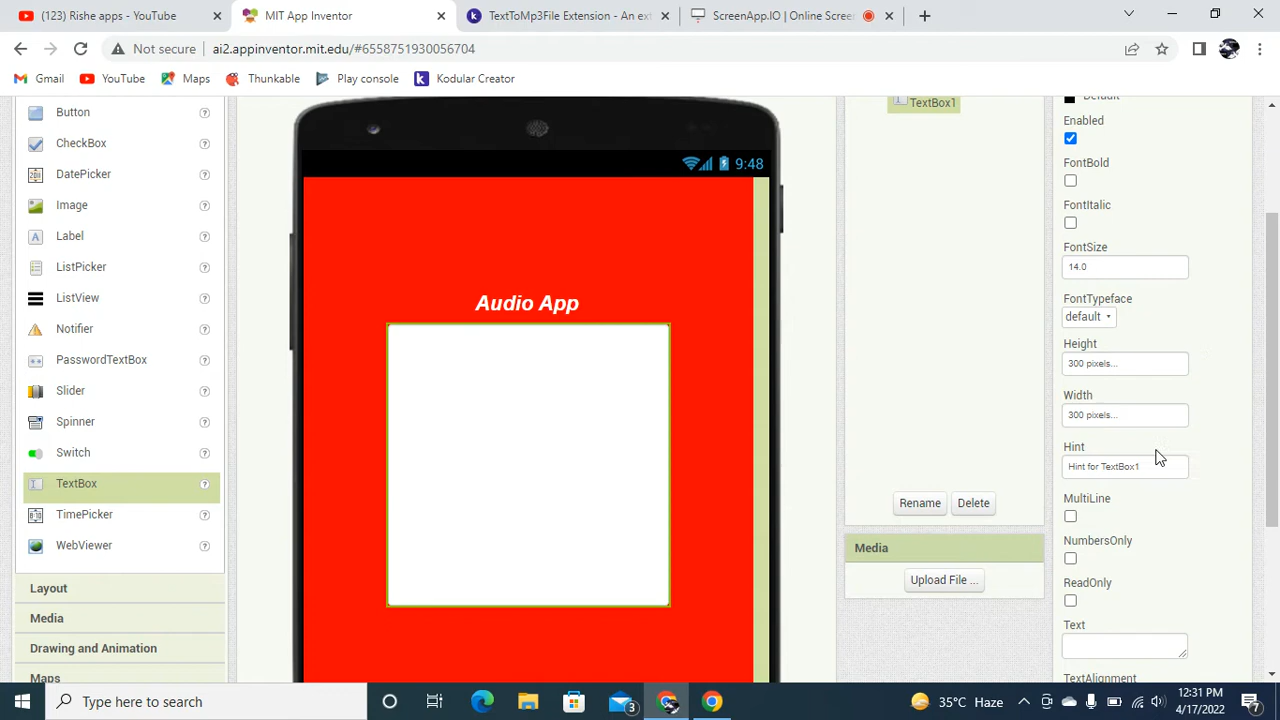 (123) Rishe apps - YouTube
MIT App Inventor
TextToMp3File Extension - An ext
ScreenApp.IO | Online Screen
Not secure
ai2.appinventor.mit.edu/#6558751930056704
Gmail
YouTube
Maps
Thunkable
Play console
Kodular Creator
Button
CheckBox
DatePicker
Image
Label
ListPicker
ListView
Notifier
PasswordTextBox
Slider
Spinner
Switch
TextBox
TimePicker
WebViewer
Layout
Media
Drawing and Animation
Maps
9:48
Audio App
TextBox1
Rename
Delete
Media
Upload File ...
Default
Enabled
FontBold
FontItalic
FontSize
14.0
FontTypeface
default
Height
300 pixels...
Width
300 pixels...
Hint
Hint for TextBox1
MultiLine
NumbersOnly
ReadOnly
Text
TextAlignment
Type here to search
3
35°C Haze
12:31 PM
4/17/2022
7